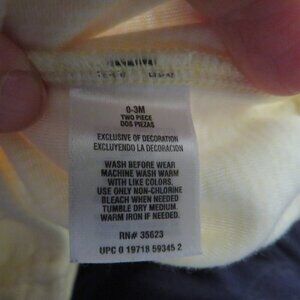 0-3M
TWO PIECE
DOS PIEZAS
EXCLUSIVE OF DECORATION
EXCLUYENDO LA DECORACION
WASH BEFORE WEAR
MACHINE WASH WARM
WITH LIKE COLORS.
USE ONLY NON-CHLORINE
BLEACH WHEN NEEDED
TUMBLE DRY MEDIUM.
WARM IRON IF NEEDED.
RN# 35623
UPC 0 19718 59345 2